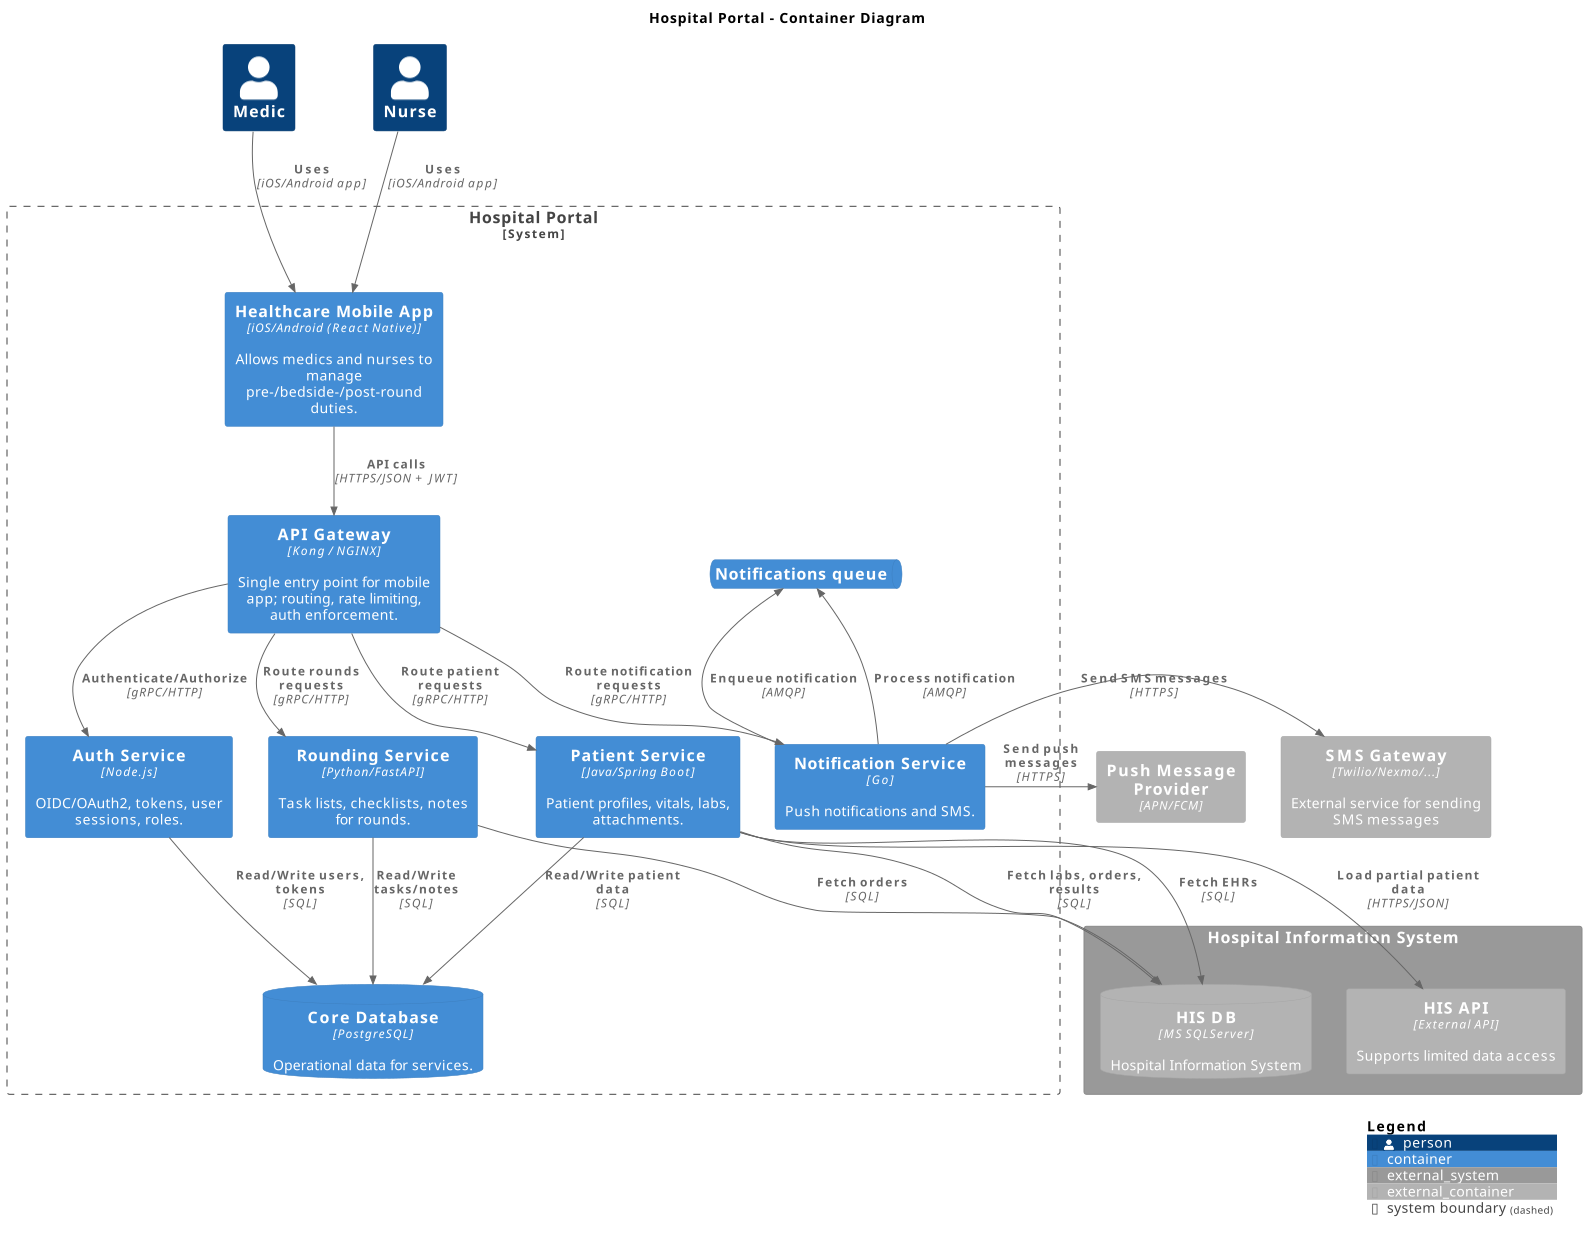 Hospital Portal - Container Diagram
Medic
Nurse
Uses
[iOS/Android app]
Uses
[iOS/Android app]
Hospital Portal
[System]
Healthcare Mobile App
[iOS/Android (React Native)]
Allows medics and nurses to
manage
pre-/bedside-/post-round
duties.
API calls
[HTTPS/JSON + JWT]
API Gateway
[Kong / NGINX]
Single entry point for mobile
app; routing, rate limiting,
auth enforcement.
Notifications queue
Authenticate/Authorize
[gRPC/HTTP]
Route rounds
requests
[gRPC/HTTP]
Route patient
requests
[gRPC/HTTP]
Route notification
requests
[gRPC/HTTP]
Enqueue notification
[AMQP]
Process notification
[AMQP]
Send SMS messages
[HTTPS]
Auth Service
[Node.js]
OIDC/OAuth2, tokens, user
sessions, roles.
Rounding Service
[Python/FastAPI]
Task lists, checklists, notes
for rounds.
Patient Service
[Java/Spring Boot]
Patient profiles, vitals, labs,
attachments.
Notification Service
[Go]
Push notifications and SMS.
Send push
messages
[HTTPS]
Push Message
Provider
[APN/FCM]
SMS Gateway
[Twilio/Nexmo/...]
External service for sending
SMS messages
Read/Write users,
tokens
[SQL]
Read/Write
tasks/notes
[SQL]
Read/Write patient
data
[SQL]
Fetch orders
[SQL]
Fetch labs, orders,
results
[SQL]
Fetch EHRs
[SQL]
Load partial patient
data
[HTTPS/JSON]
Hospital Information System
Core Database
[PostgreSQL]
Operational data for services.
HIS DB
[MS SQLServer]
Hospital Information System
HIS API
[External API]
Supports limited data access
Legend
person
container
external_system
external_container
system boundary (dashed)